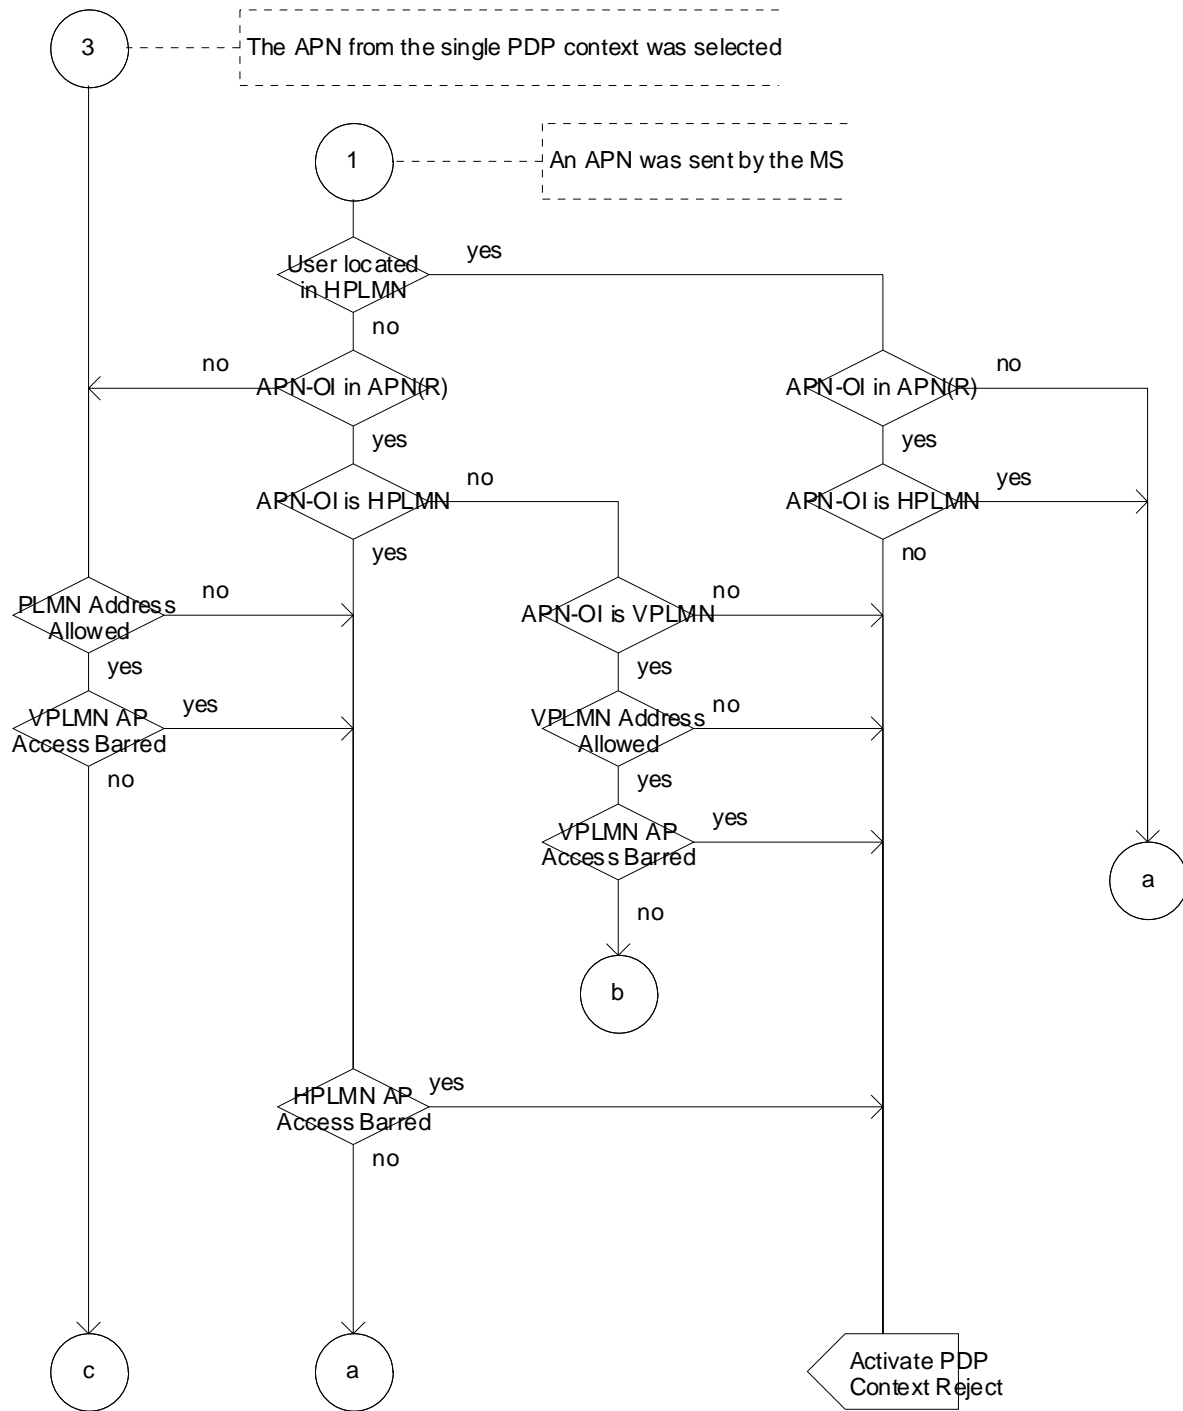 3
The APN from the single PDP context was selected
1
An APN was sent by the MS
User located
in HPLMN
yes
no
no
APN-OI in APN(R)
yes
APN-OI in APN(R)
no
yes
APN-OI is HPLMN
no
yes
APN-OI is HPLMN
yes
no
PLMN Address
Allowed
no
yes
APN-OI is VPLMN
no
yes
VPLMN AP
Access Barred
yes
no
VPLMN Address
Allowed
no
yes
VPLMN AP
Access Barred
yes
no
a
b
HPLMN AP
Access Barred
yes
no
c
a
Activate PDP
Context Reject